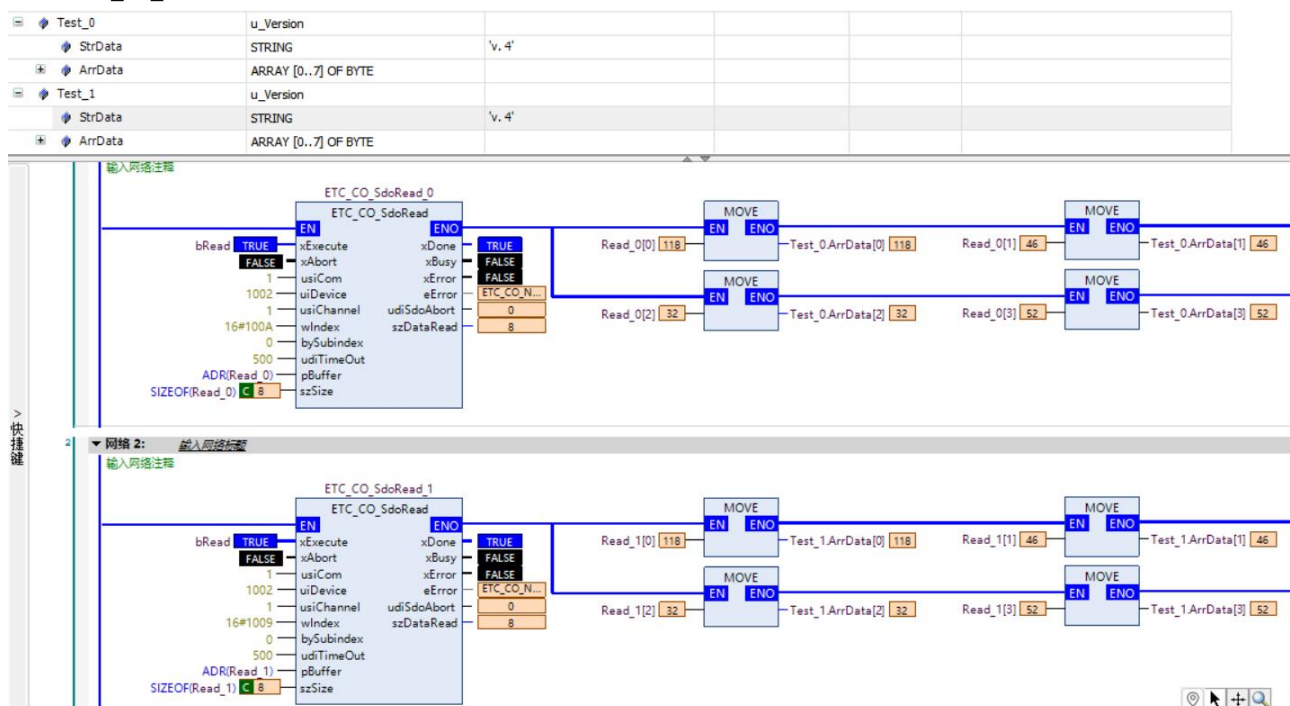 Test_0 u_Version
StrData STRING 'v. 4'
ArrData ARRAY [0..7] OF BYTE
Test_1 u_Version
StrData STRING 'v. 4'
ArrData ARRAY [0..7] OF BYTE
输入网络注释
ETC_CO_SdoRead_0
ETC_CO_SdoRead MOVE MOVE
EN ENO EN ENO EN ENO
bRead TRUE xExecute xDone TRUE Read_0[0] 118 Test_0.ArrData[0] 118 Read_0[1] 46 Test_0.ArrData[1] 46
FALSE xAbort xBusy FALSE
1 usiCom xError FALSE MOVE MOVE
1002 uiDevice eError ETC_CO_N... EN ENO EN ENO
1 usiChannel udiSdoAbort 0 Read_0[2] 32 Test_0.ArrData[2] 32 Read_0[3] 52 Test_0.ArrData[3] 52
16#100A wIndex szDataRead 8
0 bySubindex
500 udiTimeOut
ADR(Read_0) pBuffer
SIZEOF(Read_0) C 8 szSize
> 快捷键
2 网络 2: 输入网络标题
输入网络注释
ETC_CO_SdoRead_1
ETC_CO_SdoRead MOVE MOVE
EN ENO EN ENO EN ENO
bRead TRUE xExecute xDone TRUE Read_1[0] 118 Test_1.ArrData[0] 118 Read_1[1] 46 Test_1.ArrData[1] 46
FALSE xAbort xBusy FALSE
1 usiCom xError FALSE MOVE MOVE
1002 uiDevice eError ETC_CO_N... EN ENO EN ENO
1 usiChannel udiSdoAbort 0 Read_1[2] 32 Test_1.ArrData[2] 32 Read_1[3] 52 Test_1.ArrData[3] 52
16#1009 wIndex szDataRead 8
0 bySubindex
500 udiTimeOut
ADR(Read_1) pBuffer
SIZEOF(Read_1) C 8 szSize